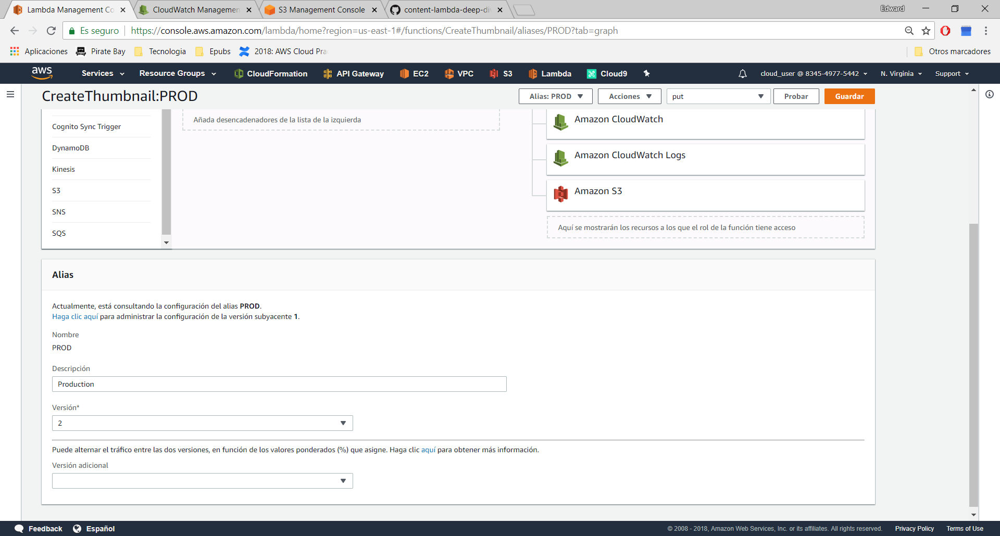 Lambda Management Co
CloudWatch Managemen
S3 Management Console
content-lambda-deep-di
Edward
Es seguro
https://console.aws.amazon.com/lambda/home?region=us-east-1#/functions/CreateThumbnail/aliases/PROD?tab=graph
Aplicaciones
Pirate Bay
Tecnologia
Epubs
2018: AWS Cloud Pra
Otros marcadores
aws
Services
Resource Groups
CloudFormation
API Gateway
EC2
VPC
S3
Lambda
Cloud9
cloud_user @ 8345-4977-5442
N. Virginia
Support
CreateThumbnail:PROD
Alias: PROD
Acciones
put
Probar
Guardar
Cognito Sync Trigger
DynamoDB
Kinesis
S3
SNS
SQS
Añada desencadenadores de la lista de la izquierda
Amazon CloudWatch
Amazon CloudWatch Logs
Amazon S3
Aquí se mostrarán los recursos a los que el rol de la función tiene acceso
Alias
Actualmente, está consultando la configuración del alias PROD.
Haga clic aquí para administrar la configuración de la versión subyacente 1.
Nombre
PROD
Descripción
Production
Versión*
2
Puede alternar el tráfico entre las dos versiones, en función de los valores ponderados (%) que asigne. Haga clic aquí para obtener más información.
Versión adicional
Feedback
Español
© 2008 - 2018, Amazon Web Services, Inc. or its affiliates. All rights reserved.
Privacy Policy
Terms of Use